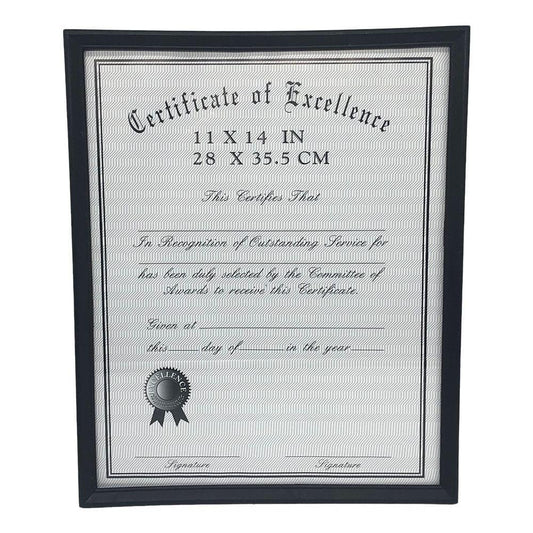 Certificate of Excellence
11 X 14 IN
28 X 35.5 CM
This Certifies That
In Recognition of Outstanding Service for
has been duly selected by the Committee of
Awards to receive this Certificate.
Given at
this day of in the year
EXCELLENCE
Signature Signature